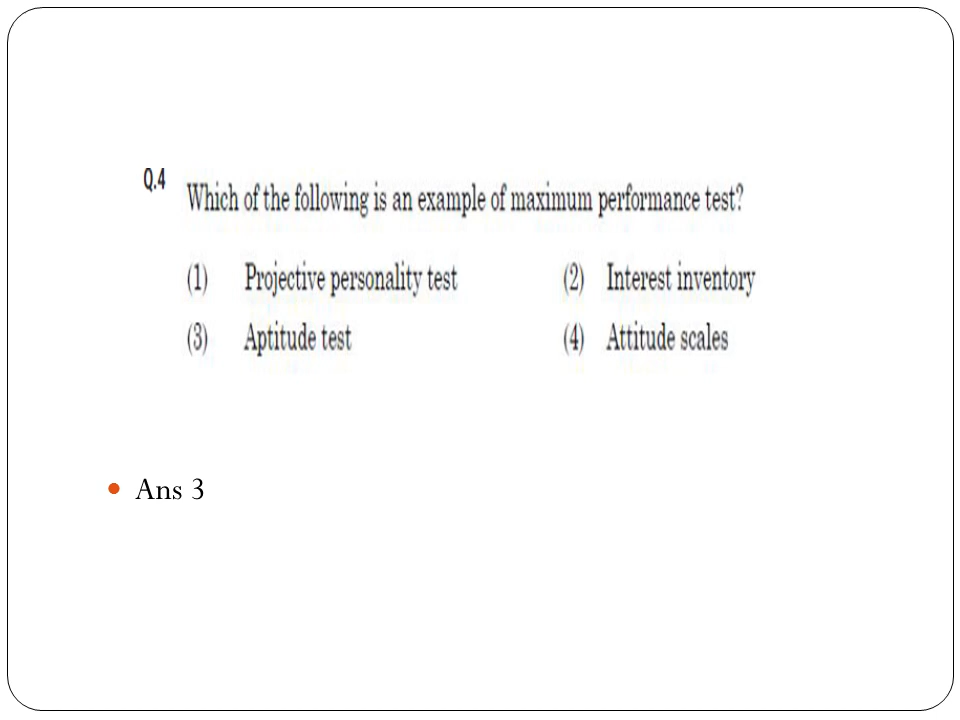 Q.4 Which of the following is an example of maximum performance test?
(1) Projective personality test (2) Interest inventory
(3) Aptitude test (4) Attitude scales
• Ans 3